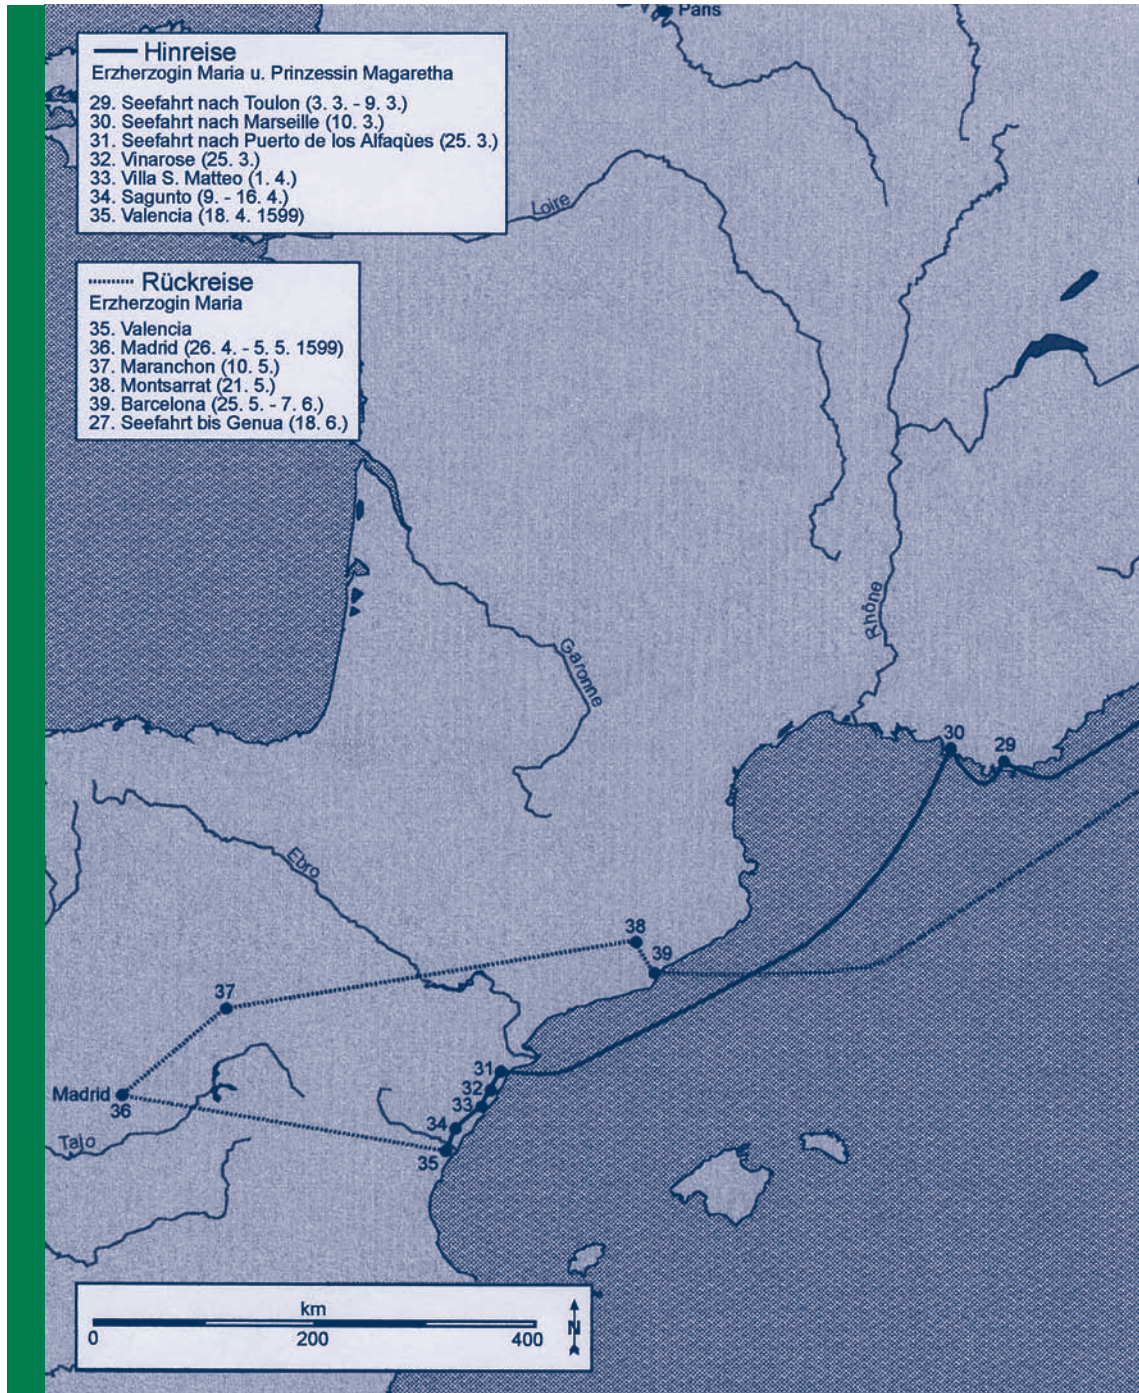 Paris
Hinreise
Erzherzogin Maria u. Prinzessin Magaretha
29. Seefahrt nach Toulon (3. 3. - 9. 3.)
30. Seefahrt nach Marseille (10. 3.)
31. Seefahrt nach Puerto de los Alfaqùes (25. 3.)
32. Vinarose (25. 3.)
33. Villa S. Matteo (1. 4.)
34. Sagunto (9. - 16. 4.)
35. Valencia (18. 4. 1599)
Loire
Rückreise
Erzherzogin Maria
35. Valencia
36. Madrid (26. 4. - 5. 5. 1599)
37. Maranchon (10. 5.)
38. Montsarrat (21. 5.)
39. Barcelona (25. 5. - 7. 6.)
27. Seefahrt bis Genua (18. 6.)
Rhône
Garonne
30
29
Ebro
38
39
37
31
Madrid
32
36
33
34
Tajo
35
km
0 200 400
N